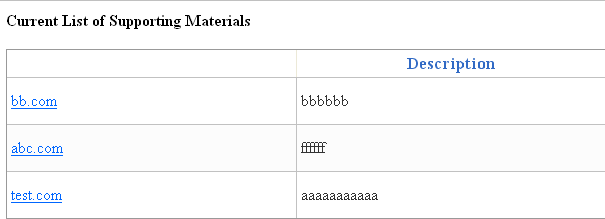 Current List of Supporting Materials
Description
bb.com bbbbbb
abc.com ffffff
test.com aaaaaaaaaaa